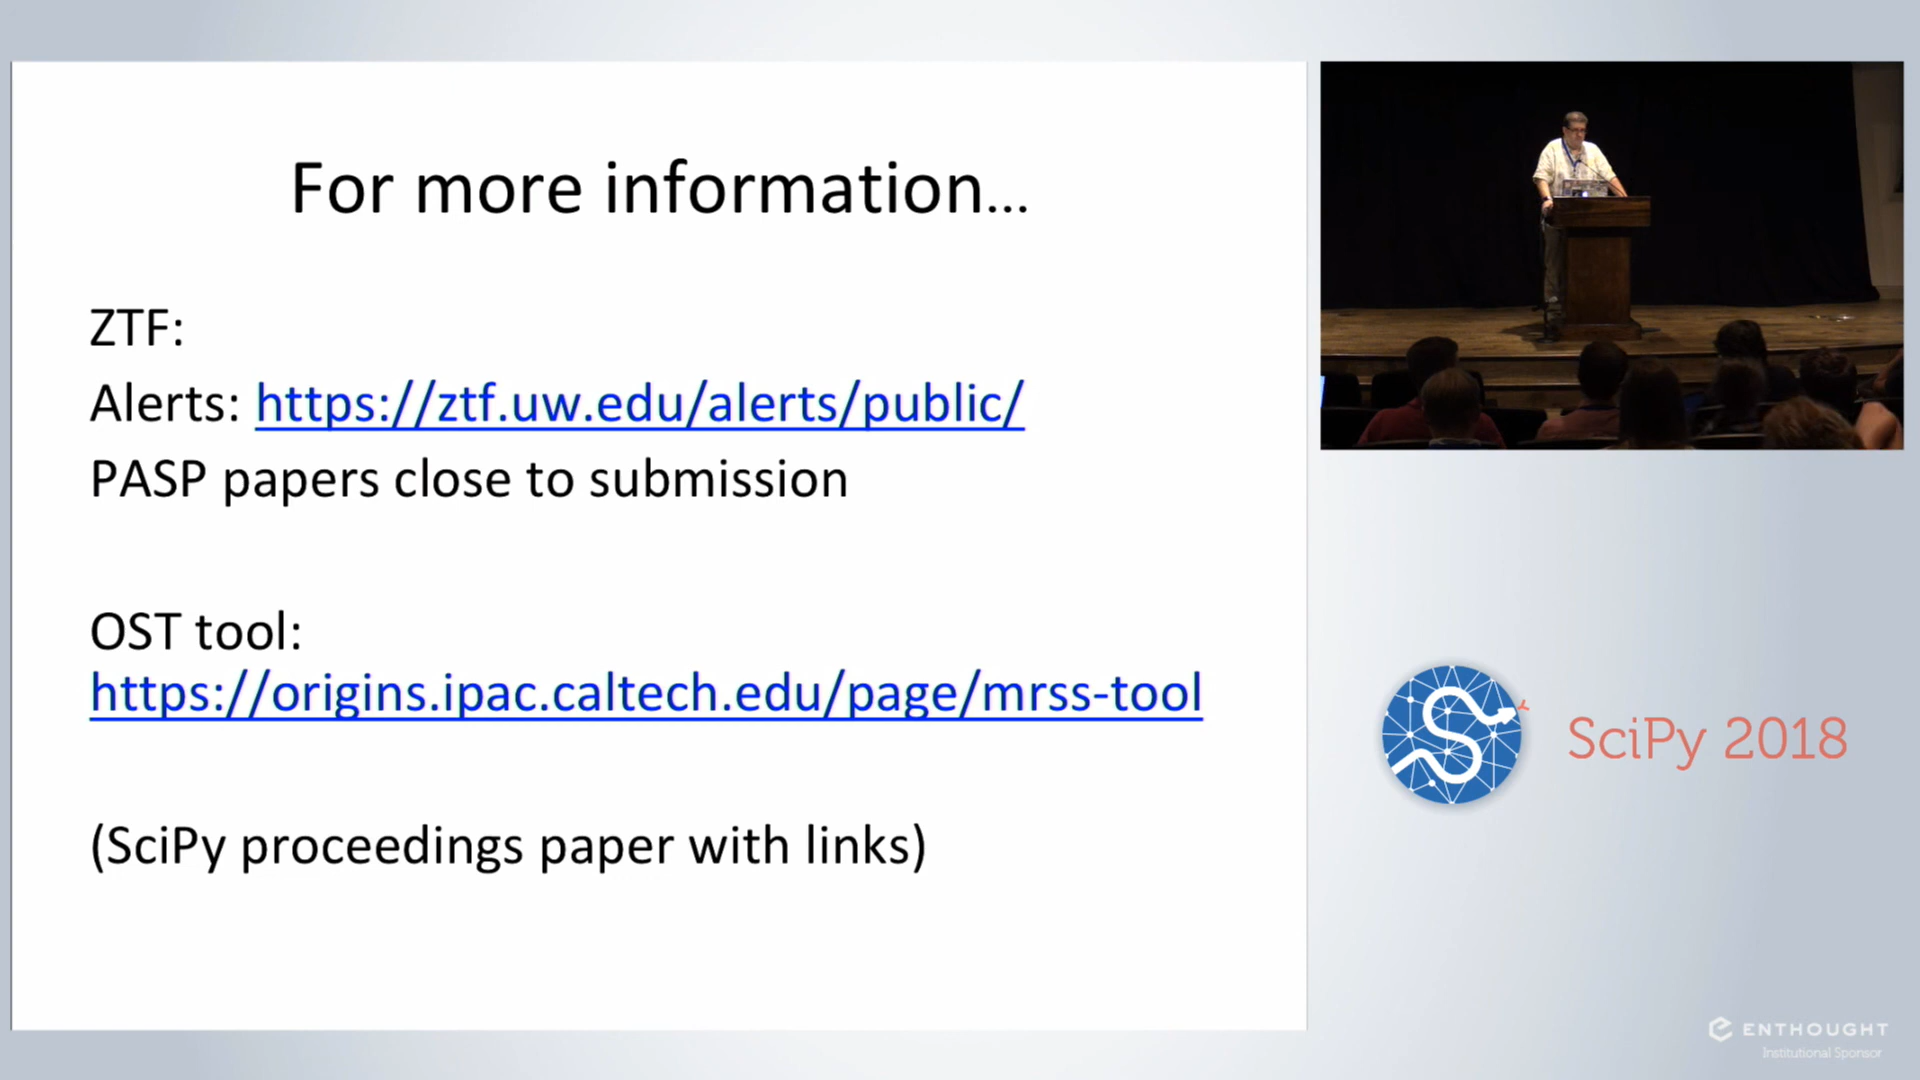 For more information...
ZTF:
Alerts: https://ztf.uw.edu/alerts/public/
PASP papers close to submission
OST tool:
https://origins.ipac.caltech.edu/page/mrss-tool
(SciPy proceedings paper with links)
SciPy 2018
ENTHOUGHT
Institutional Sponsor